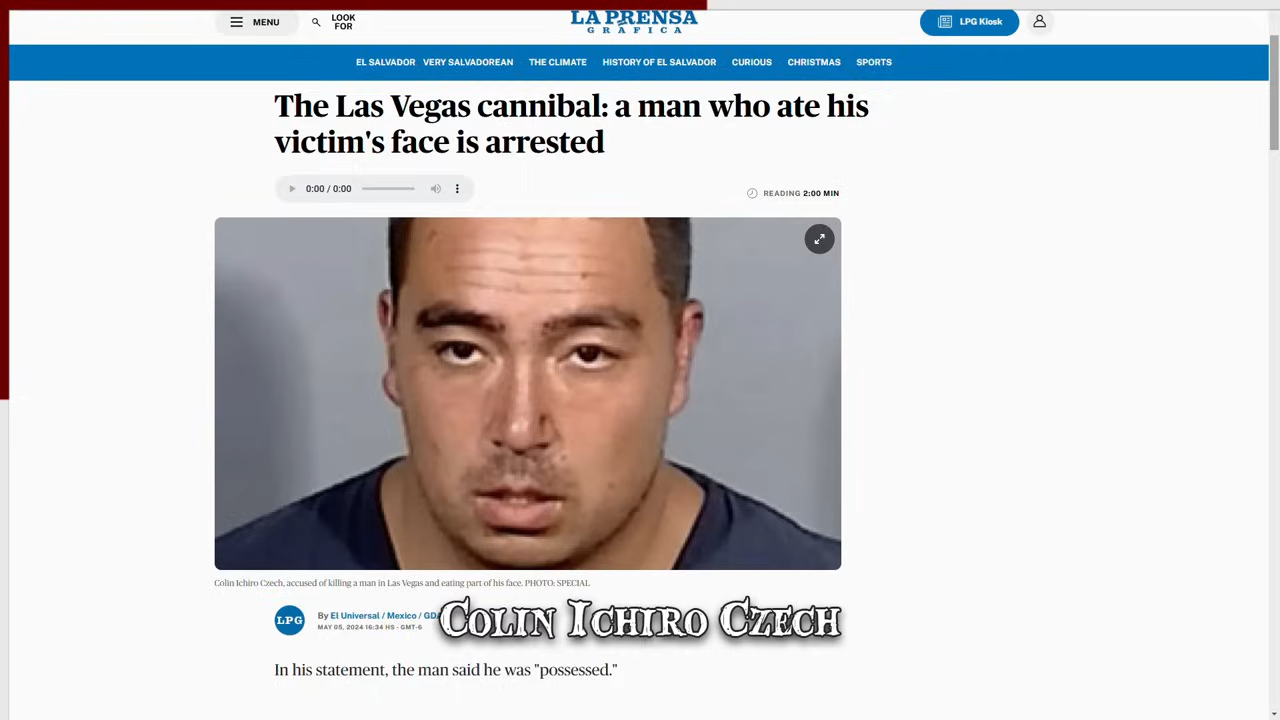 MENU
LOOK
FOR
LA PRENSA
GRÁFICA
LPG Kiosk
EL SALVADOR VERY SALVADOREAN THE CLIMATE HISTORY OF EL SALVADOR CURIOUS CHRISTMAS SPORTS
The Las Vegas cannibal: a man who ate his
victim's face is arrested
0:00 / 0:00
READING 2:00 MIN
Colin Ichiro Czech, accused of killing a man in Las Vegas and eating part of his face. PHOTO: SPECIAL
LPG
By El Universal / Mexico / GDA
MAY 05, 2024 16:34 HS - GMT-6
Colin Ichiro Czech
In his statement, the man said he was "possessed."